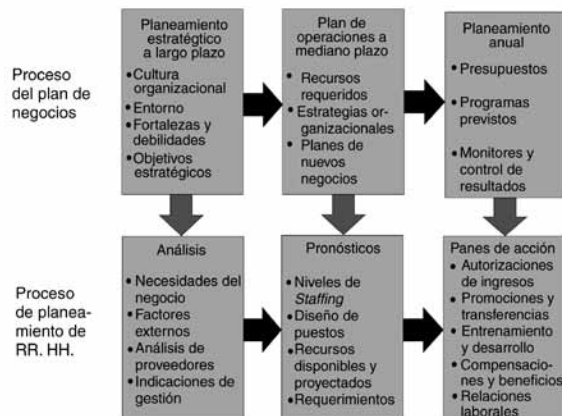 Proceso
del plan de
negocios
Planeamiento
estratégtico
a largo plazo
• Cultura
organizacional
• Entorno
• Fortalezas y
debilidades
• Objetivos
estratégicos
Plan de
operaciones a
mediano plazo
• Recursos
requeridos
• Estrategias or-
ganizacionales
• Planes de
nuevos
negocios
Planeamiento
anual
• Presupuestos
• Programas
previstos
• Monitores y
control de
resultados
Proceso
de planea-
miento de
RR. HH.
Análisis
• Necesidades del
negocio
• Factores
externos
• Análisis de
proveedores
• Indicaciones de
gestión
Pronósticos
• Niveles de
Staffing
• Diseño de
puestos
• Recursos
disponibles y
proyectados
• Requerimientos
Panes de acción
• Autorizaciones
de ingresos
• Promociones y
transferencias
• Entrenamiento
y desarrollo
• Compensacio-
nes y beneficios
• Relaciones
laborales